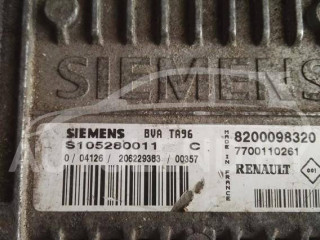 SIEMENS
SIEMENS BVA TA96
S105280011 C
0 / 04126 / 206229383 / 00357
MADE IN FRANCE
8200098320
7700110261
RENAULT